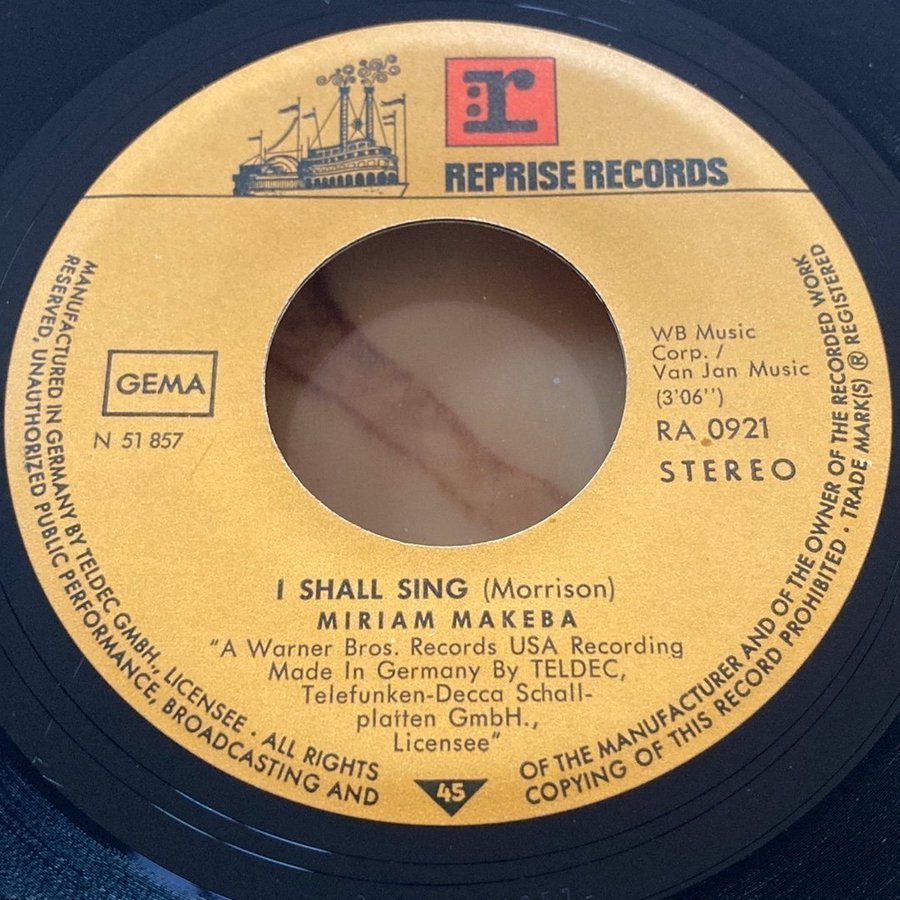 r
REPRISE RECORDS
GEMA
N 51 857
WB Music
Corp. /
Van Jan Music
(3'06'')
RA 0921
STEREO
I SHALL SING (Morrison)
MIRIAM MAKEBA
"A Warner Bros. Records USA Recording
Made In Germany By TELDEC,
Telefunken-Decca Schall-
platten GmbH.,
Licensee"
45
MANUFACTURED IN GERMANY BY TELDEC GMBH., LICENSEE · ALL RIGHTS
RESERVED, UNAUTHORIZED PUBLIC PERFORMANCE, BROADCASTING AND
OF THE MANUFACTURER AND OF THE OWNER OF THE RECORDED WORK
COPYING OF THIS RECORD PROHIBITED · TRADE MARK(S) ® REGISTERED